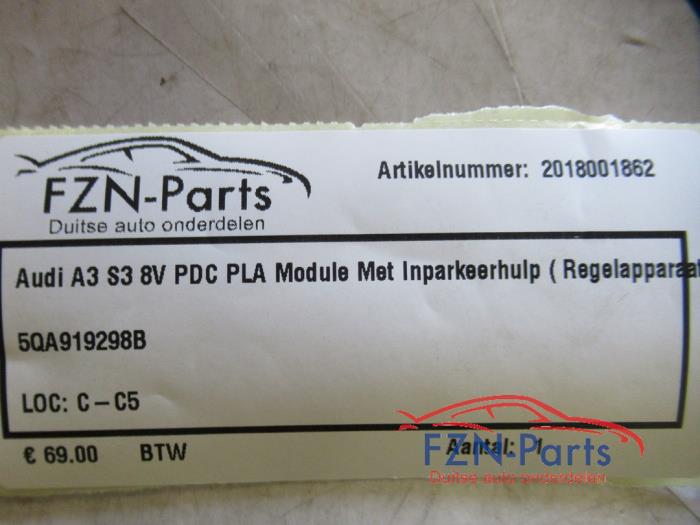 FZN-Parts
Duitse auto onderdelen
Artikelnummer: 2018001862
Audi A3 S3 8V PDC PLA Module Met Inparkeerhulp ( Regelapparaat
5QA919298B
LOC: C-C5
€ 69.00 BTW Aantal: 1
FZN-Parts
Duitse auto onderdelen